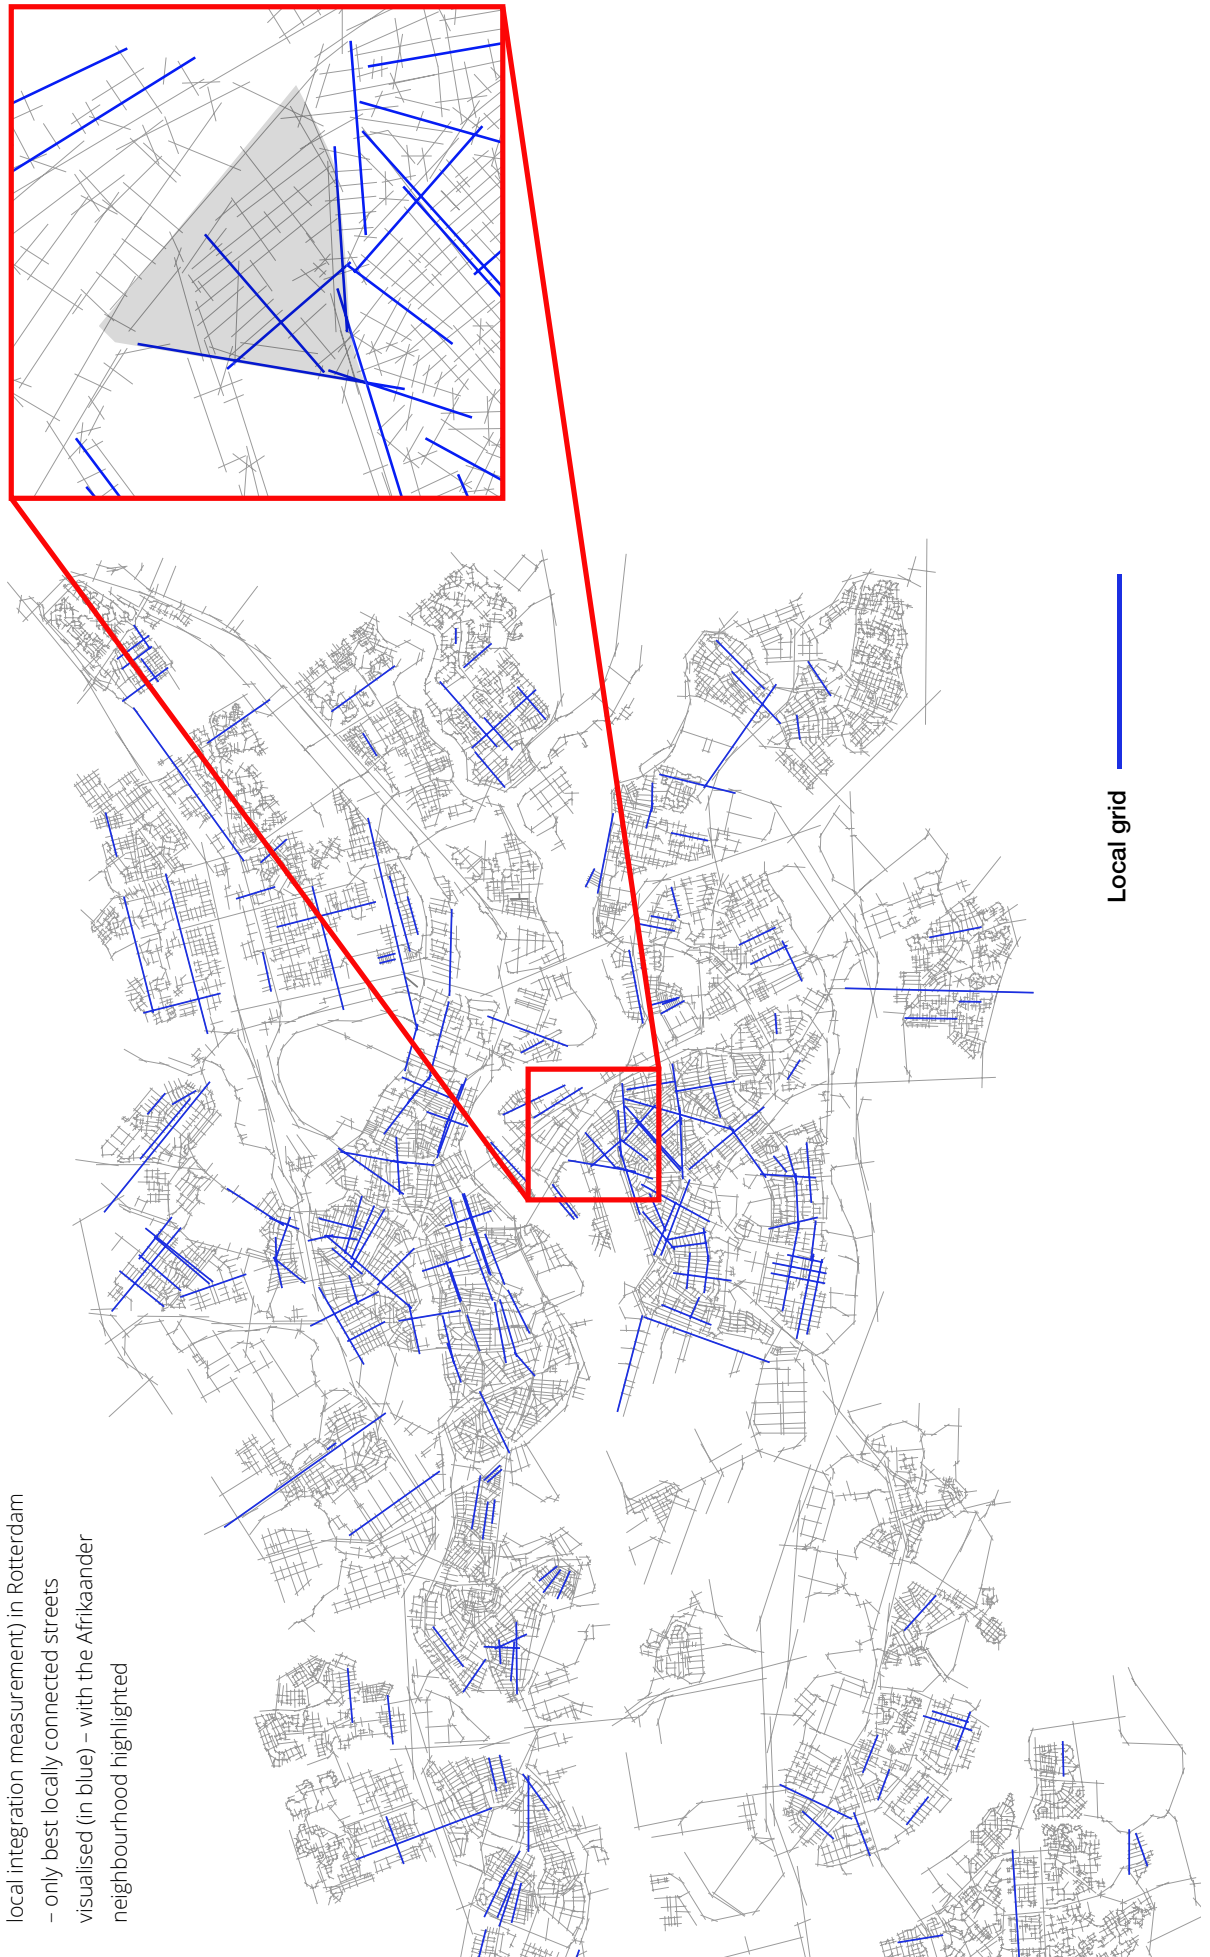 local integration measurement) in Rotterdam
– only best locally connected streets
visualised (in blue) – with the Afrikaander
neighbourhood highlighted
Local grid